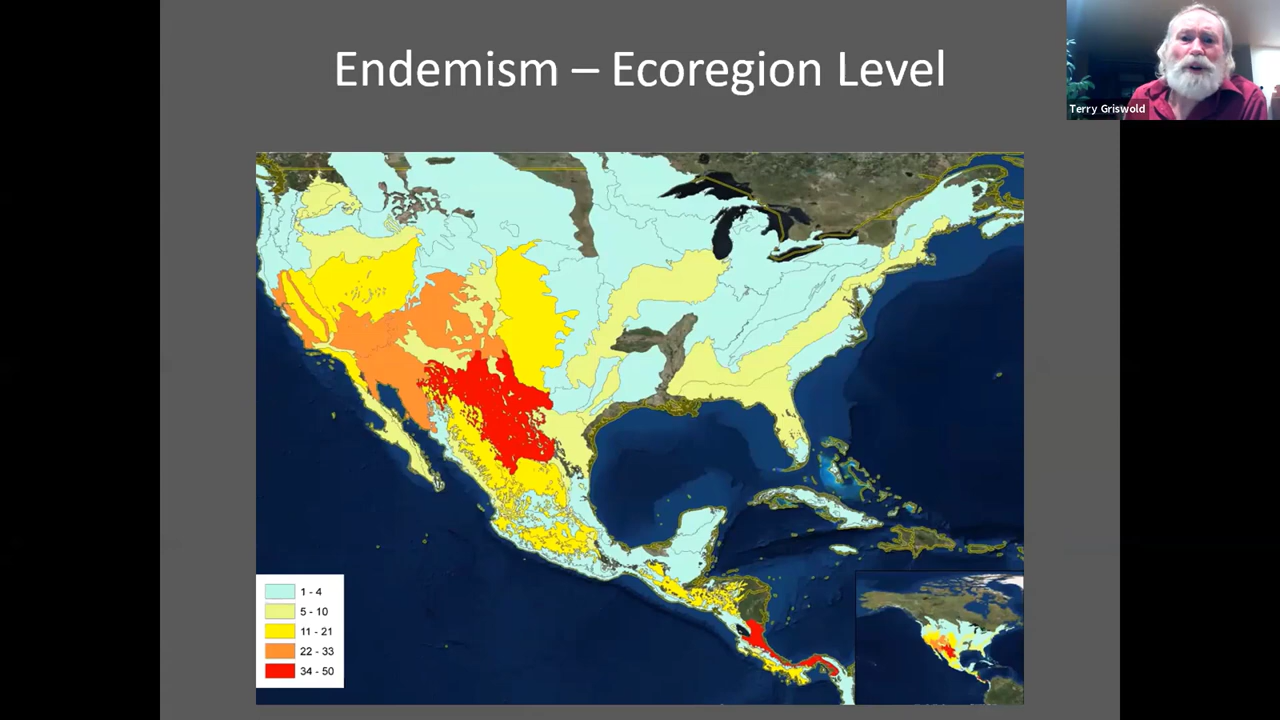 Endemism – Ecoregion Level
Terry Griswold
1 - 4
5 - 10
11 - 21
22 - 33
34 - 50